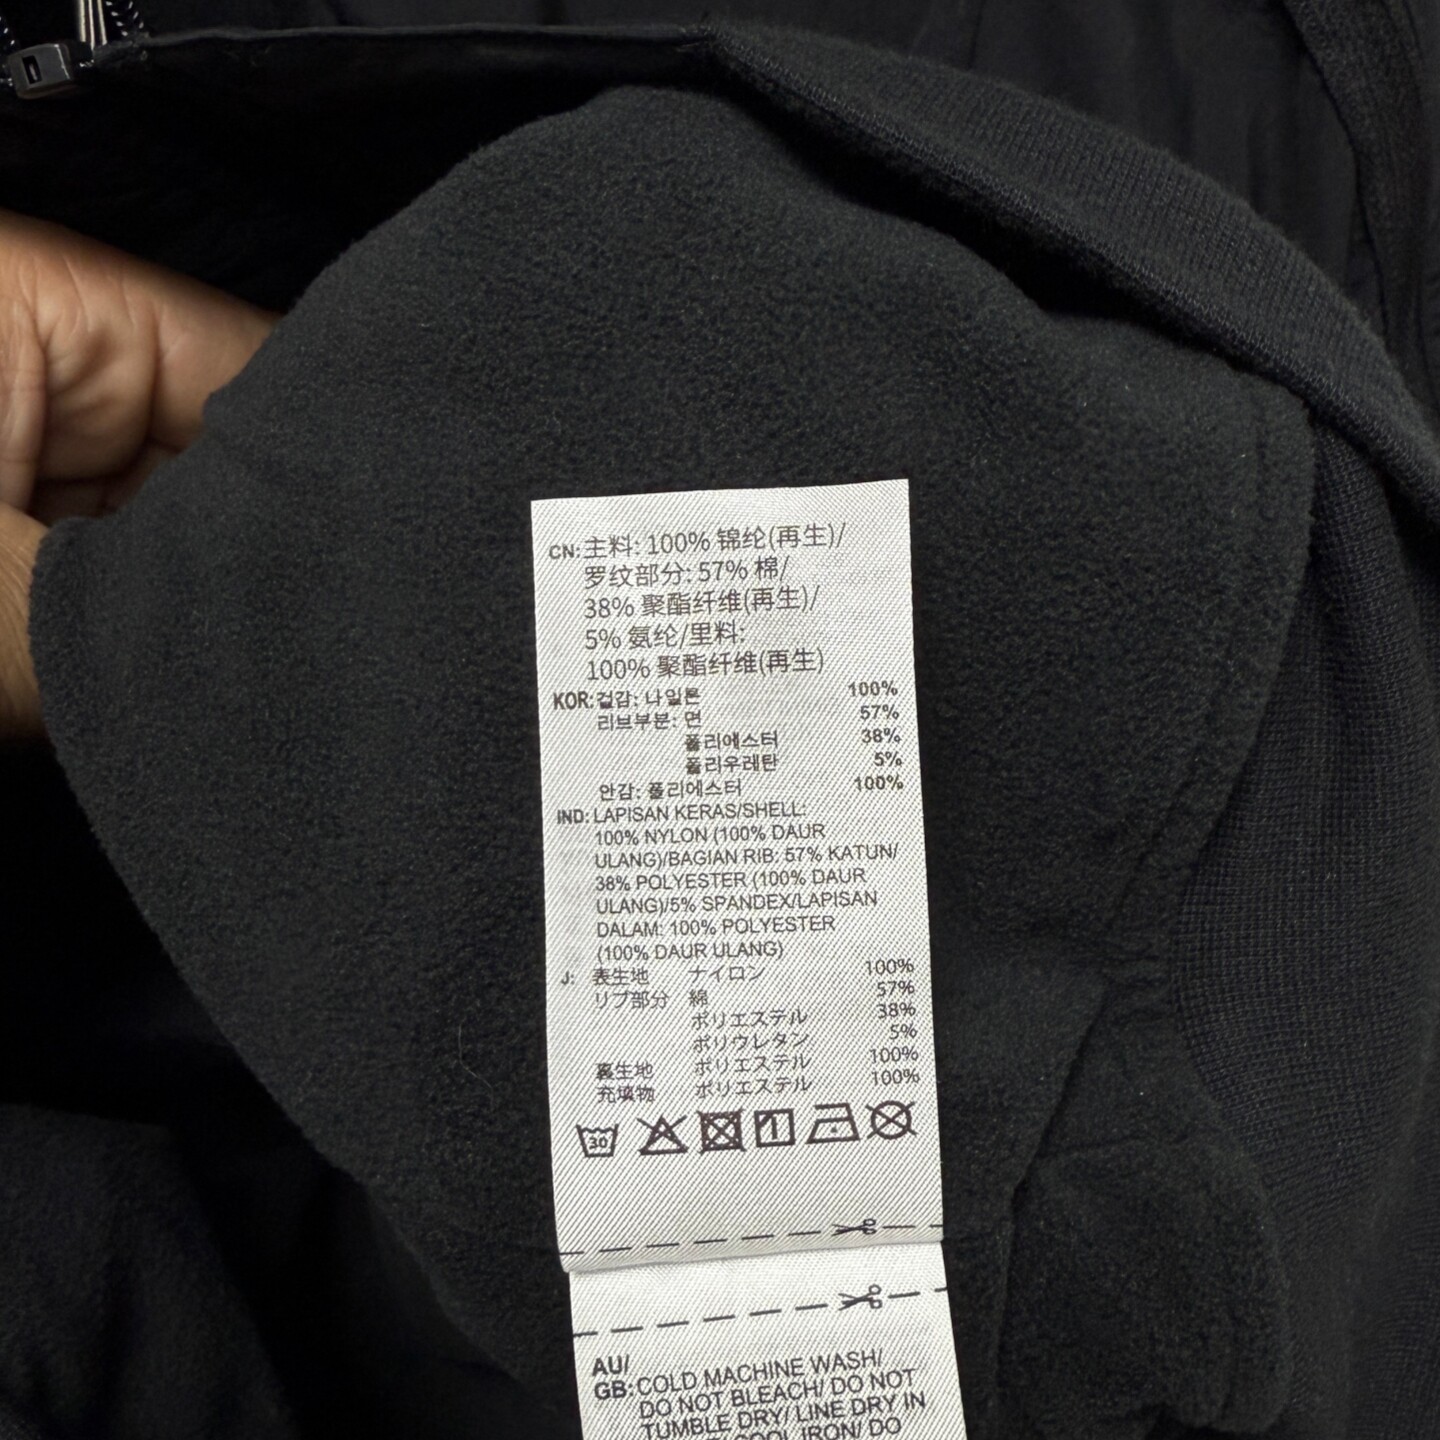 CN: 主料: 100% 锦纶(再生)/
罗纹部分: 57% 棉/
38% 聚酯纤维(再生)/
5% 氨纶/里料:
100% 聚酯纤维(再生)
KOR: 겉감: 나일론 100%
리브부분: 면 57%
폴리에스터 38%
폴리우레탄 5%
안감: 폴리에스터 100%
IND: LAPISAN KERAS/SHELL:
100% NYLON (100% DAUR
ULANG)/BAGIAN RIB: 57% KATUN/
38% POLYESTER (100% DAUR
ULANG)/5% SPANDEX/LAPISAN
DALAM: 100% POLYESTER
(100% DAUR ULANG)
J: 表生地 ナイロン 100%
リブ部分 綿 57%
ポリエステル 38%
ポリウレタン 5%
裏生地 ポリエステル 100%
充填物 ポリエステル 100%
30
AU/
GB: COLD MACHINE WASH/
DO NOT BLEACH/ DO NOT
TUMBLE DRY/ LINE DRY IN
COOL IRON/ DO